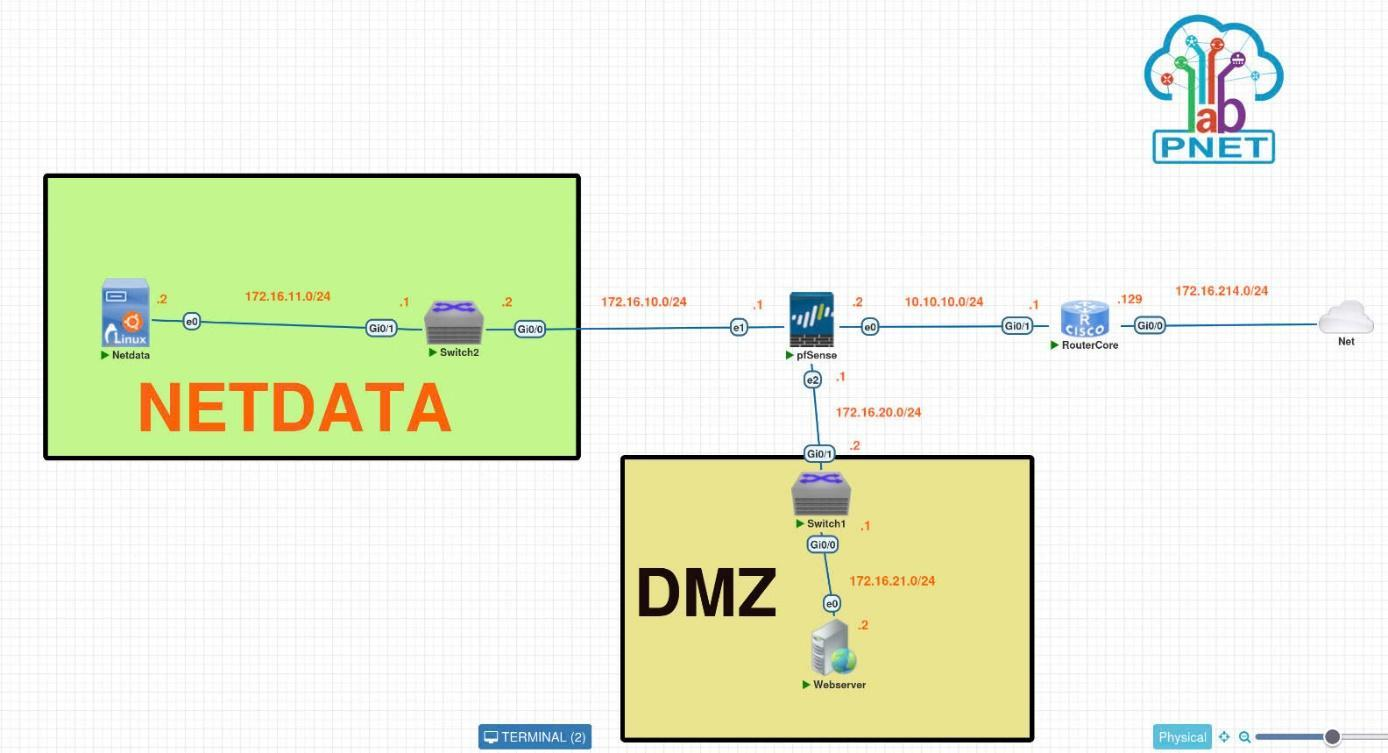 lab
PNET
172.16.11.0/24
.2
.1
.2
e0
Gi0/1
Gi0/0
Linux
Netdata
Switch2
NETDATA
172.16.10.0/24
.1
.2
10.10.10.0/24
.1
.129
172.16.214.0/24
e1
e0
Gi0/1
Gi0/0
R
CISCO
pfSense
RouterCore
Net
e2
.1
172.16.20.0/24
.2
Gi0/1
Switch1
.1
Gi0/0
DMZ
172.16.21.0/24
e0
.2
Webserver
TERMINAL (2)
Physical